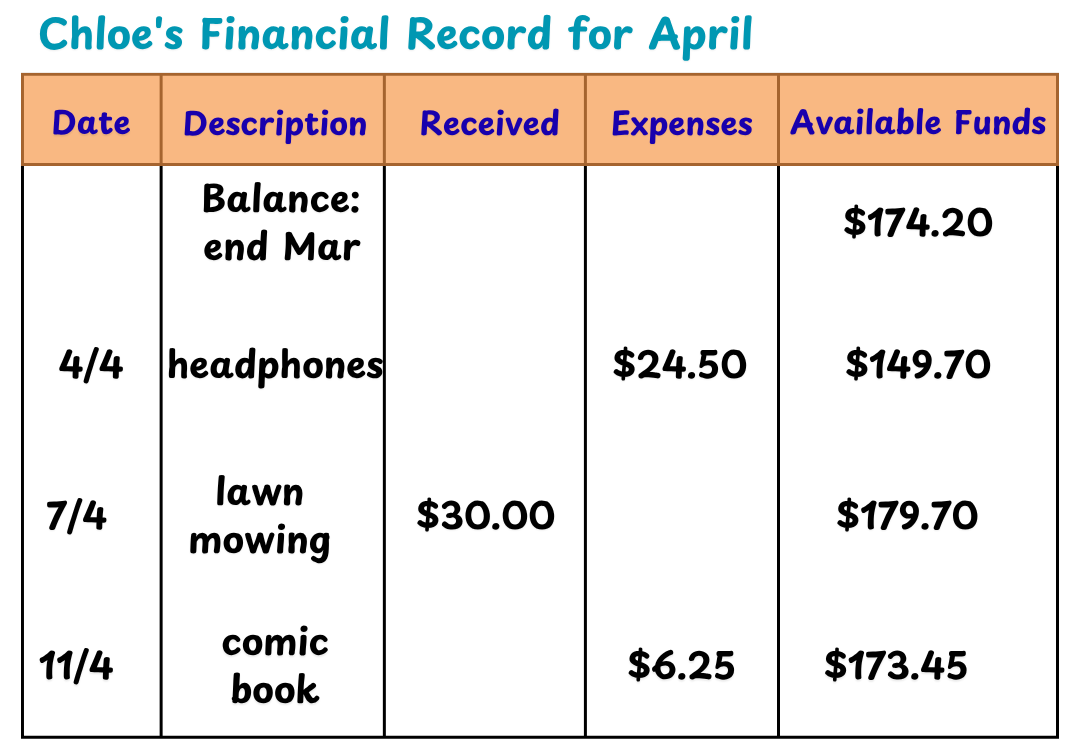 Chloe's Financial Record for April
Date Description Received Expenses Available Funds
Balance:
end Mar
$174.20
4/4 headphones $24.50 $149.70
lawn
mowing
7/4 $30.00 $179.70
comic
book
11/4 $6.25 $173.45